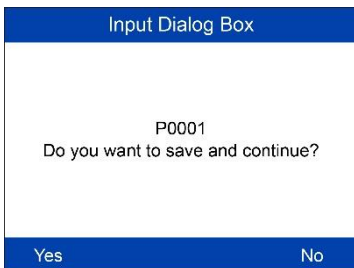 Input Dialog Box
P0001
Do you want to save and continue?
Yes No